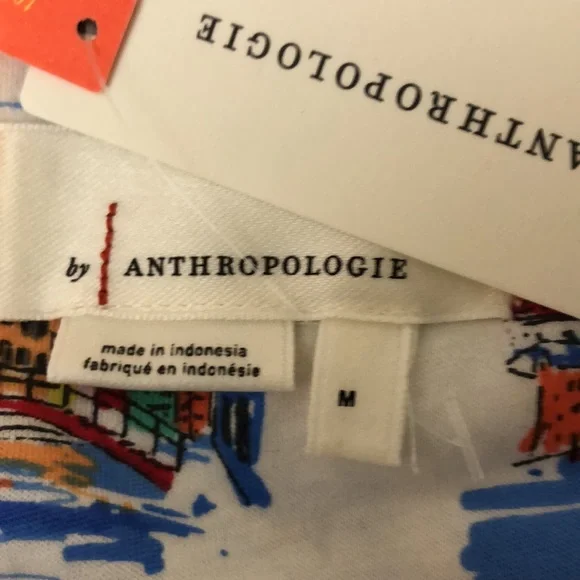 ANTHROPOLOGIE
by ANTHROPOLOGIE
made in indonesia
fabriqué en indonésie
M